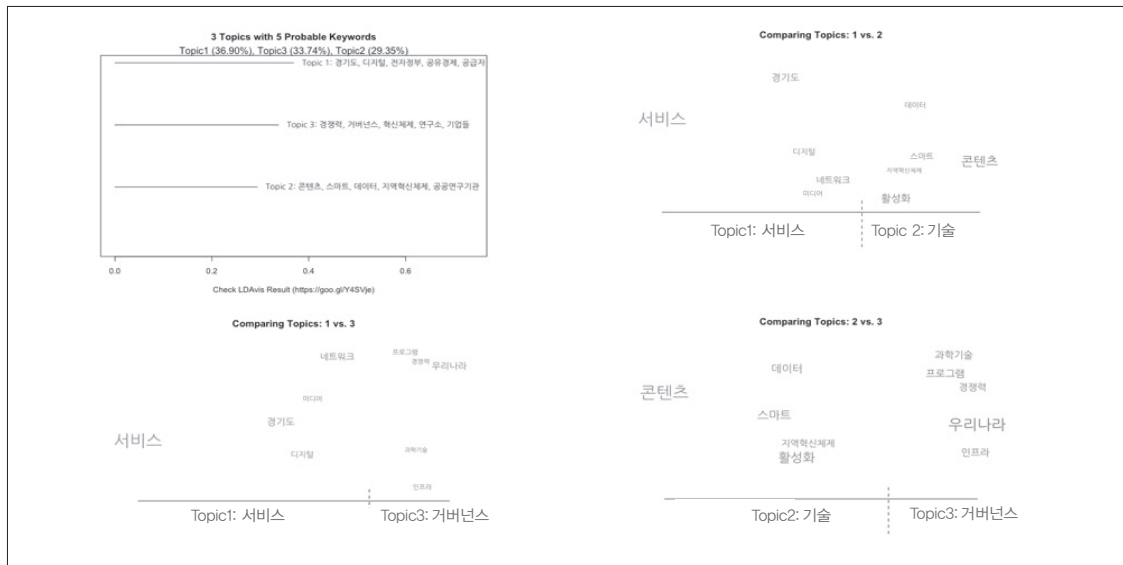 3 Topics with 5 Probable Keywords
Topic1 (36.90%), Topic3 (33.74%), Topic2 (29.35%)
Topic 1: 경기도, 디지털, 전자정부, 공유경제, 공급자
Topic 3: 경쟁력, 거버넌스, 혁신체제, 연구소, 기업들
Topic 2: 콘텐츠, 스마트, 데이터, 지역혁신체제, 공공연구기관
0.0 0.2 0.4 0.6
Check LDAvis Result (https://goo.gl/Y4SVje)
Comparing Topics: 1 vs. 2
경기도
데이터
서비스
디지털
스마트
콘텐츠
지역혁신체제
네트워크
미디어
활성화
Topic1: 서비스
Topic 2: 기술
Comparing Topics: 1 vs. 3
프로그램
네트워크
경쟁력
우리나라
미디어
경기도
서비스
과학기술
디지털
인프라
Topic1: 서비스
Topic3: 거버넌스
Comparing Topics: 2 vs. 3
과학기술
데이터
프로그램
경쟁력
콘텐츠
스마트
우리나라
지역혁신체제
인프라
활성화
Topic2: 기술
Topic3: 거버넌스